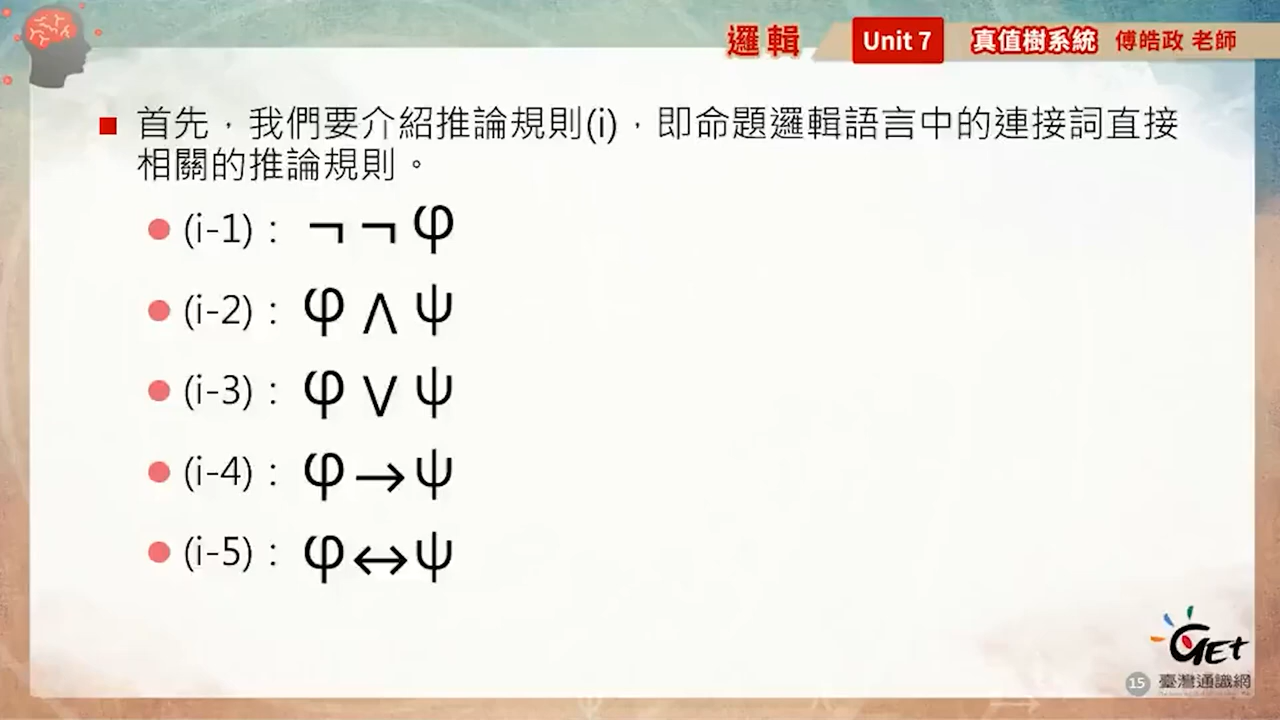 邏輯 Unit 7 真值樹系統 傅皓政 老師
首先，我們要介紹推論規則(i)，即命題邏輯語言中的連接詞直接
相關的推論規則。
(i-1)： ¬ ¬ φ
(i-2)： φ ∧ ψ
(i-3)： φ ∨ ψ
(i-4)： φ → ψ
(i-5)： φ ↔ ψ
GEt
15 臺灣通識網